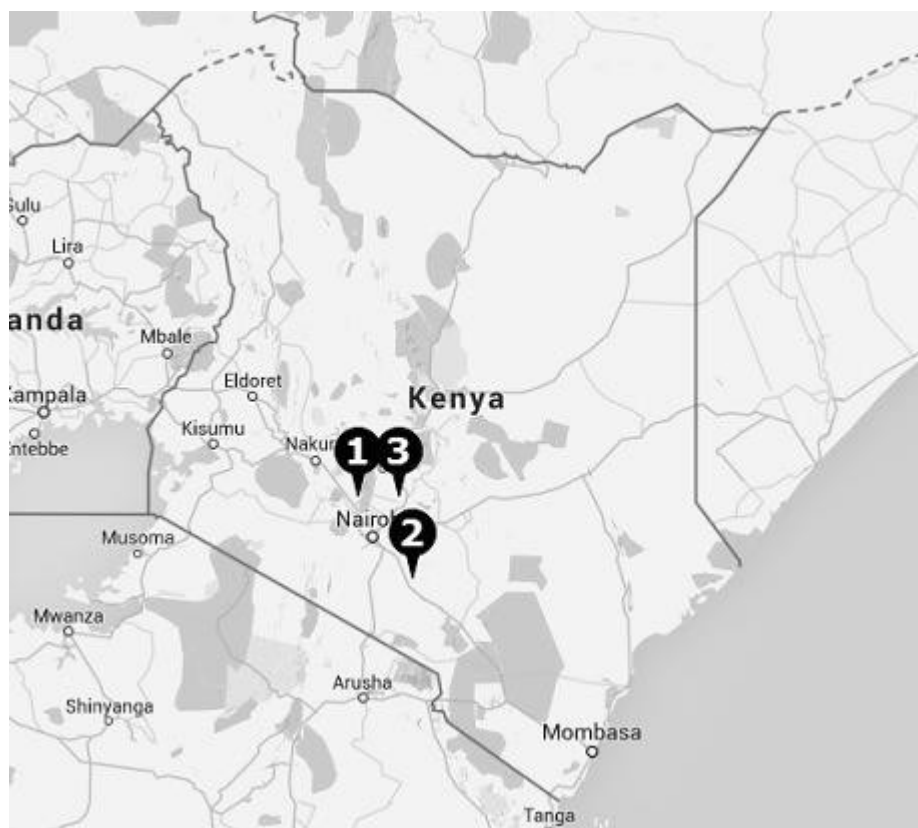 Gulu
Lira
anda
Mbale
Kampala
Entebbe
Eldoret
Kenya
Kisumu
Nakur
1
3
Nairob
2
Musoma
Mwanza
Arusha
Shinyanga
Mombasa
Tanga